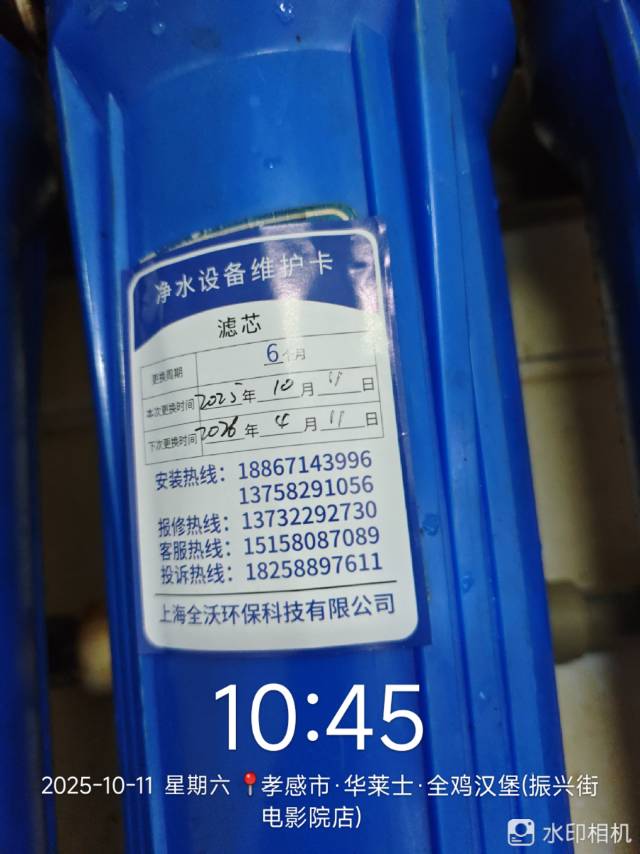 净水设备维护卡
滤芯
更换周期 6个月
本次更换时间 2025年 10月 11日
下次更换时间 2026年 4月 11日
安装热线：18867143996
13758291056
报修热线：13732292730
客服热线：15158087089
投诉热线：18258897611
上海全沃环保科技有限公司
10:45
2025-10-11 星期六 孝感市·华莱士·全鸡汉堡(振兴街
电影院店)
水印相机